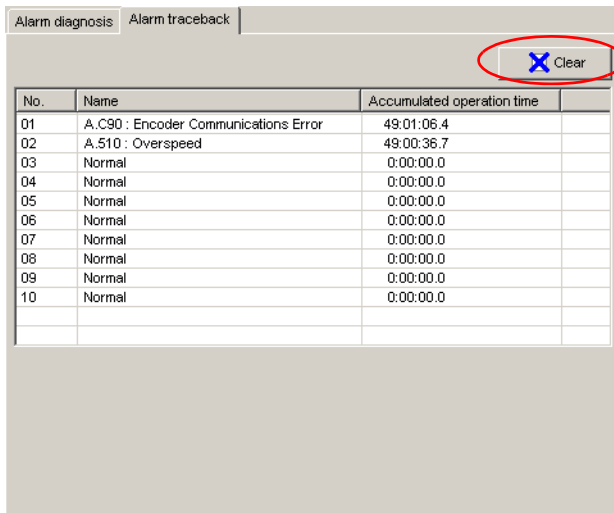 Alarm diagnosis Alarm traceback
Clear
No. Name Accumulated operation time
01 A.C90 : Encoder Communications Error 49:01:06.4
02 A.510 : Overspeed 49:00:36.7
03 Normal 0:00:00.0
04 Normal 0:00:00.0
05 Normal 0:00:00.0
06 Normal 0:00:00.0
07 Normal 0:00:00.0
08 Normal 0:00:00.0
09 Normal 0:00:00.0
10 Normal 0:00:00.0